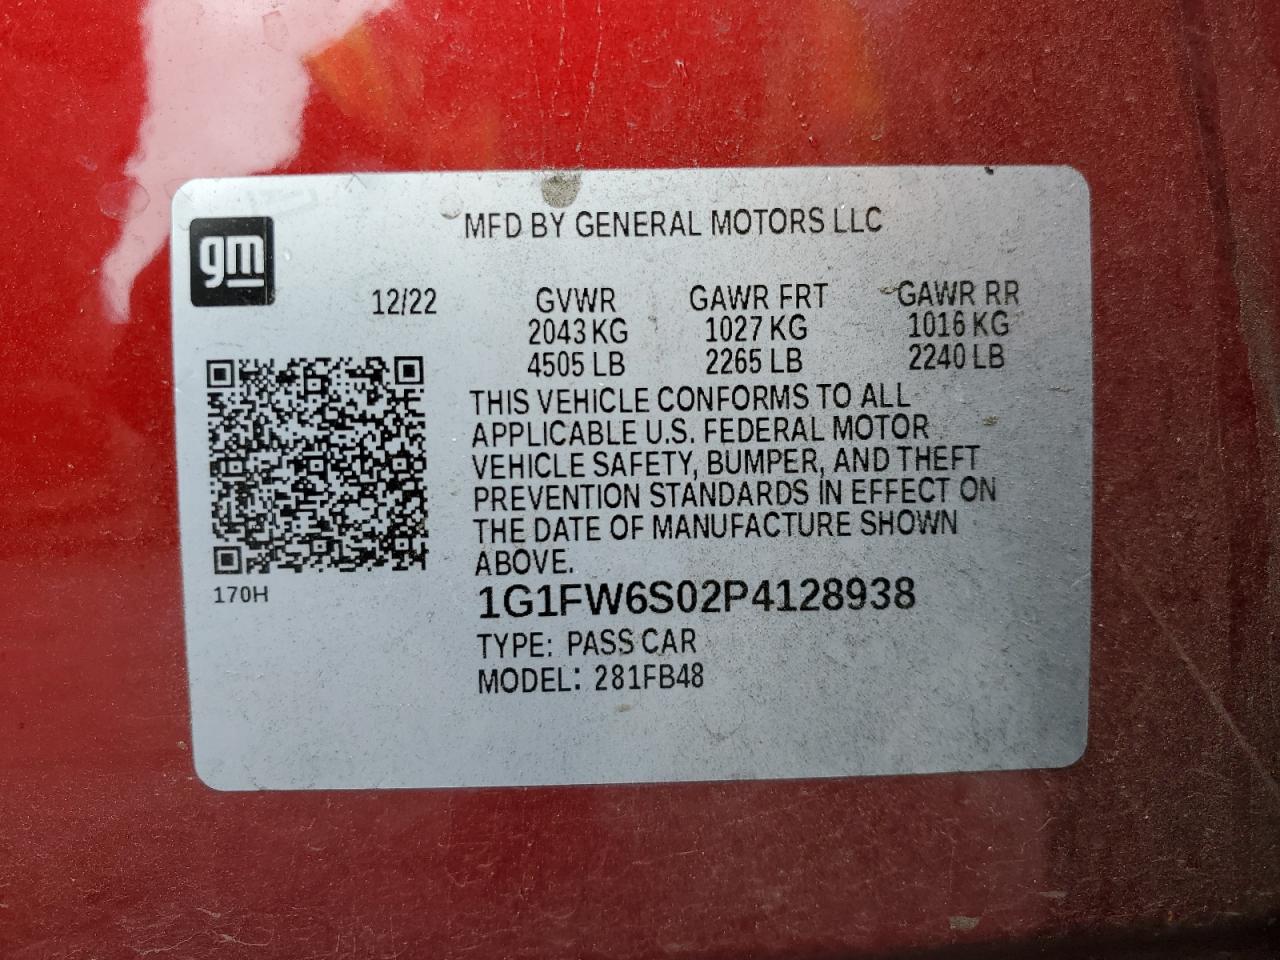 MFD BY GENERAL MOTORS LLC
gm
12/22
GVWR GAWR FRT GAWR RR
2043 KG 1027 KG 1016 KG
4505 LB 2265 LB 2240 LB
THIS VEHICLE CONFORMS TO ALL
APPLICABLE U.S. FEDERAL MOTOR
VEHICLE SAFETY, BUMPER, AND THEFT
PREVENTION STANDARDS IN EFFECT ON
THE DATE OF MANUFACTURE SHOWN
ABOVE.
170H
1G1FW6S02P4128938
TYPE: PASS CAR
MODEL: 281FB48